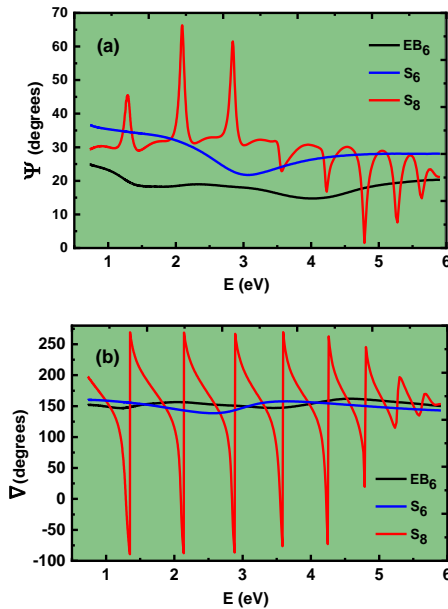 70
60
50
40
30
20
10
0
Ψ (degrees)
(a)
EB6
S6
S8
1 2 3 4 5 6
E (eV)
250
200
150
100
50
0
-50
-100
∇ (degrees)
(b)
EB6
S6
S8
1 2 3 4 5 6
E (eV)